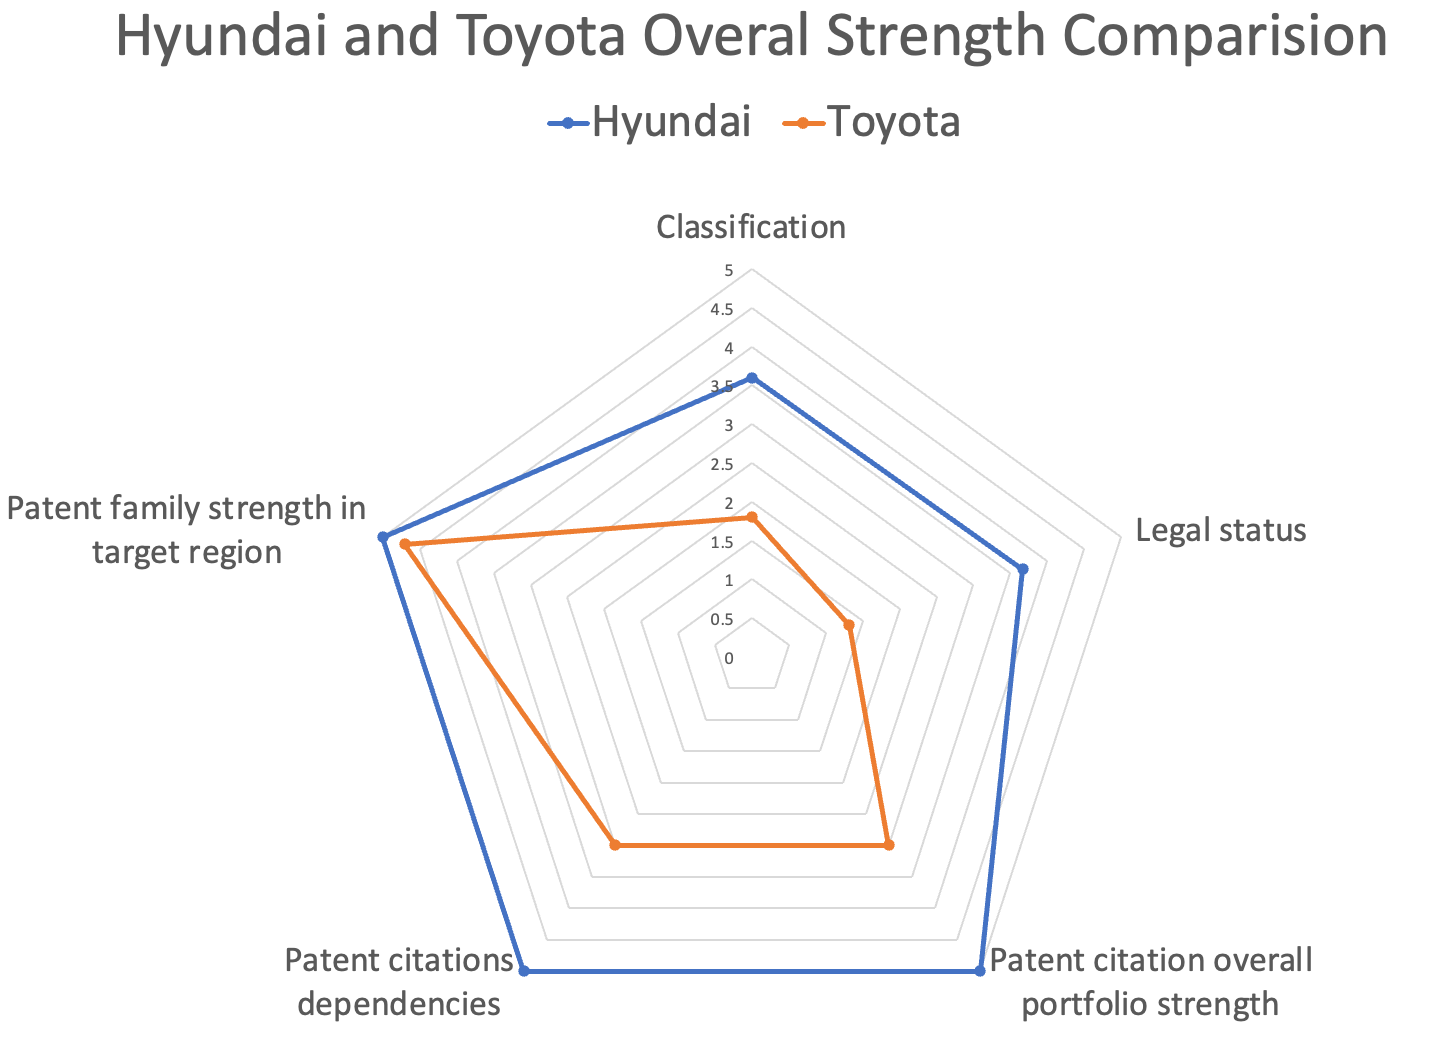 Hyundai and Toyota Overal Strength Comparision
Hyundai Toyota
Classification
5
4.5
4
3.5
3
2.5
2
1.5
1
0.5
0
Patent family strength in
target region
Legal status
Patent citations
dependencies
Patent citation overall
portfolio strength